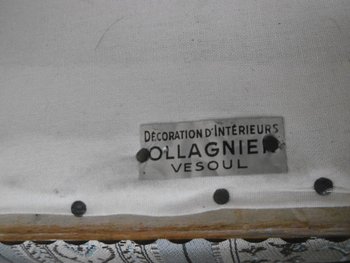 DÉCORATION D'INTÉRIEURS
OLLAGNIER
VESOUL